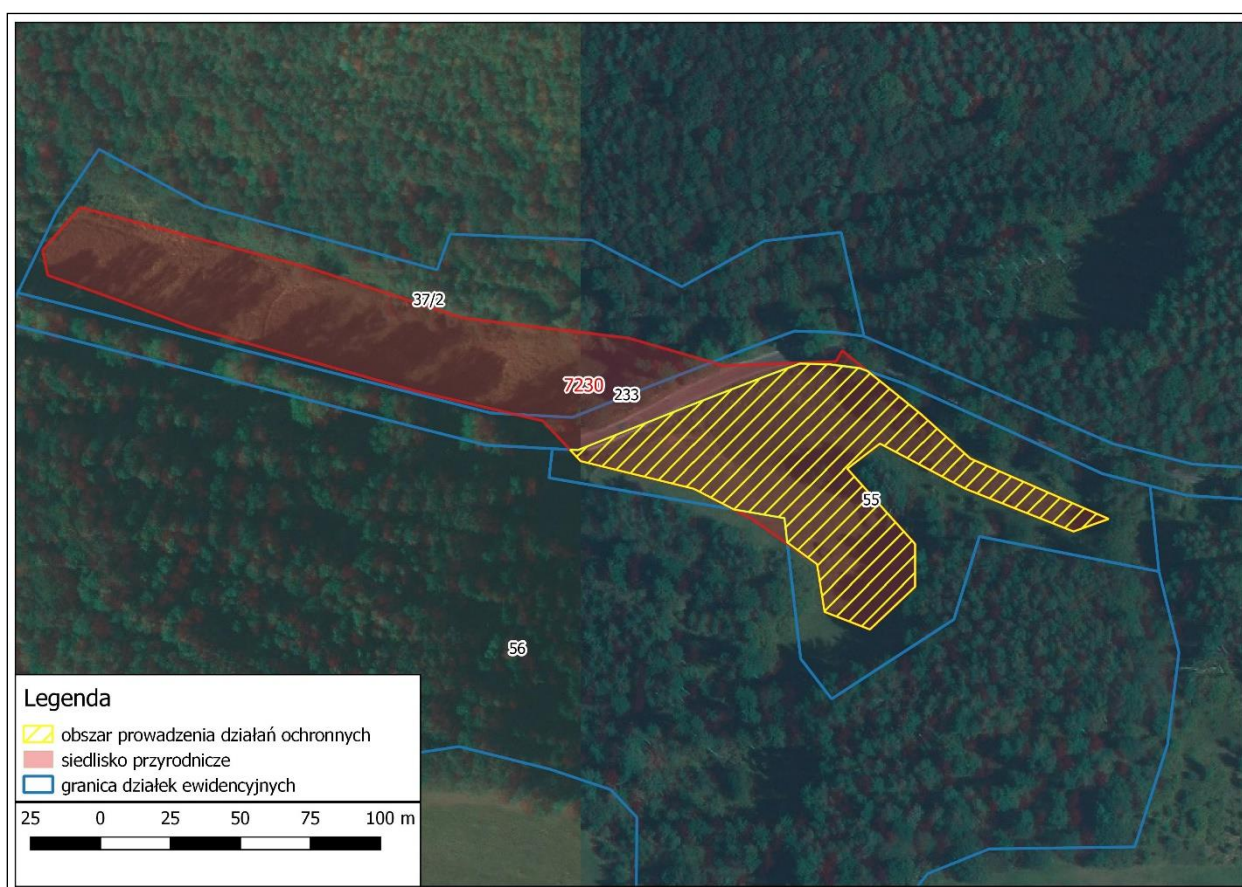 37/2
7230
233
55
56
Legenda
obszar prowadzenia działań ochronnych
siedlisko przyrodnicze
granica działek ewidencyjnych
25 0 25 50 75 100 m